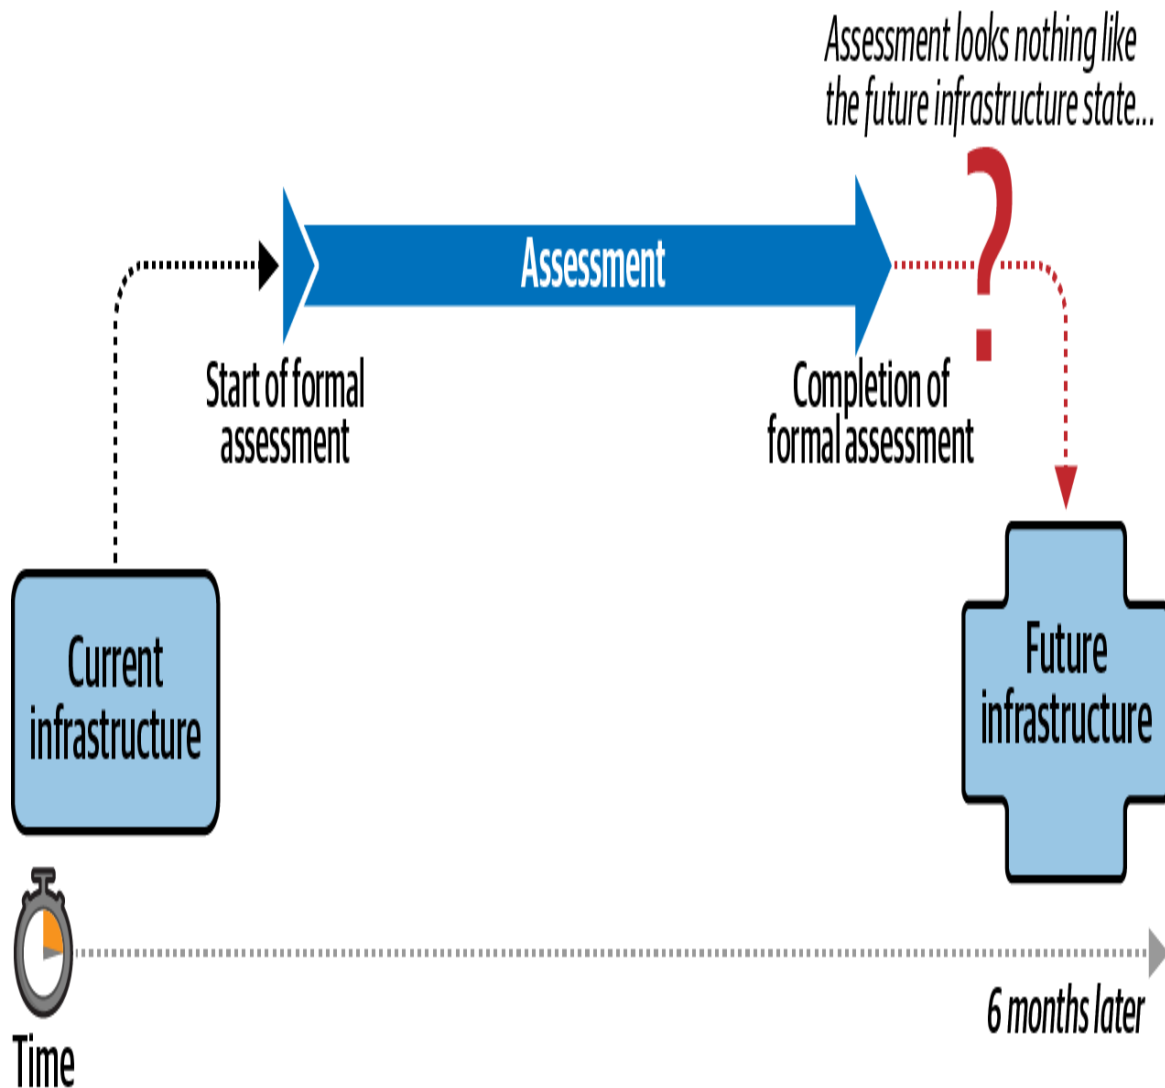 Assessment looks nothing like
the future infrastructure state...
?
Assessment
Start of formal
assessment
Completion of
formal assessment
Current
infrastructure
Future
infrastructure
6 months later
Time